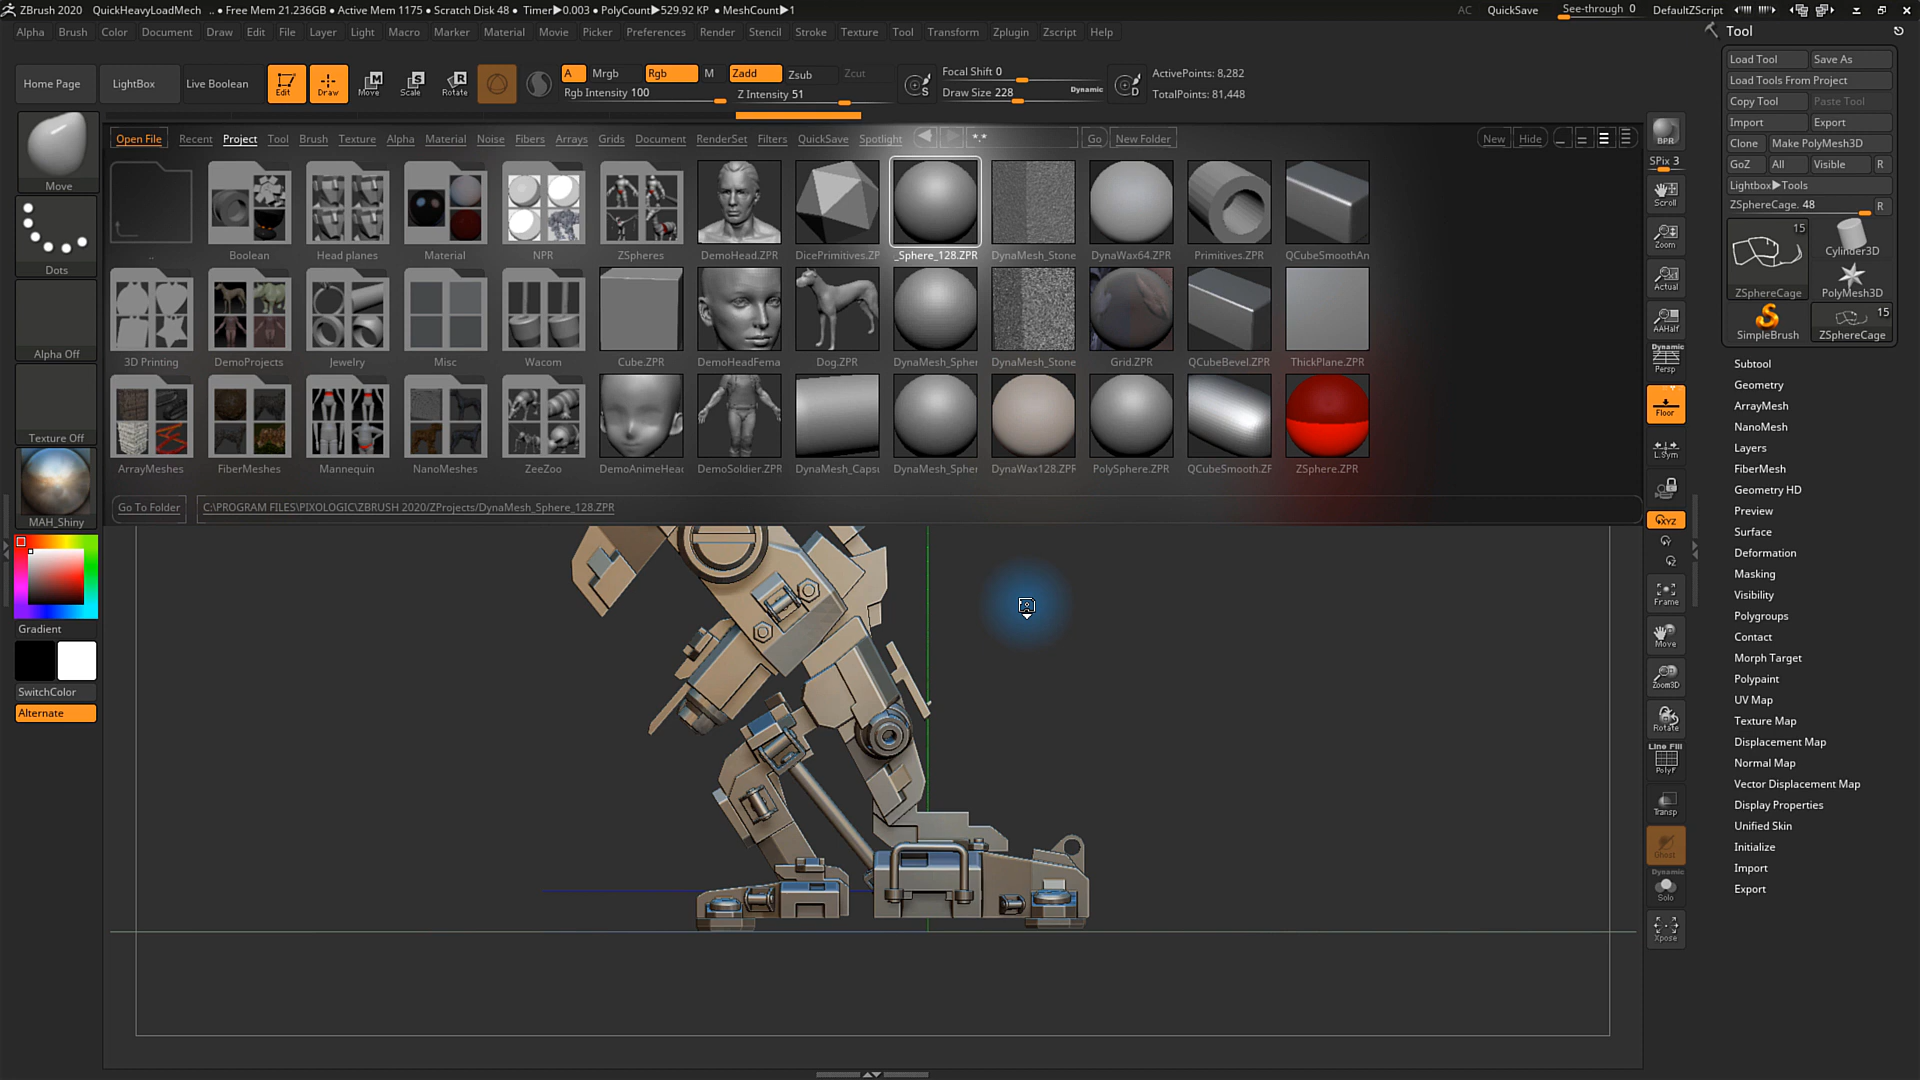 ZBrush 2020 QuickHeavyLoadMech .. • Free Mem 21.236GB • Active Mem 1175 • Scratch Disk 48 • Timer▶0.003 • PolyCount▶529.92 KP • MeshCount▶1 AC QuickSave See-through 0 DefaultZScript
Alpha Brush Color Document Draw Edit File Layer Light Macro Marker Material Movie Picker Preferences Render Stencil Stroke Texture Tool Transform Zplugin Zscript Help
Tool
Home Page LightBox Live Boolean Edit Draw Move Scale Rotate
A Mrgb Rgb M Zadd Zsub Zcut
Rgb Intensity 100 Z Intensity 51
S Focal Shift 0 Draw Size 228 Dynamic D
ActivePoints: 8,282
TotalPoints: 81,448
Load Tool Save As
Load Tools From Project
Copy Tool Paste Tool
Import Export
Clone Make PolyMesh3D
GoZ All Visible R
Lightbox▶Tools
ZSphereCage. 48 R
15 Cylinder3D
ZSphereCage PolyMesh3D
SimpleBrush 15 ZSphereCage
Open File Recent Project Tool Brush Texture Alpha Material Noise Fibers Arrays Grids Document RenderSet Filters QuickSave Spotlight ** Go New Folder New Hide
.. Boolean Head planes Material NPR ZSpheres DemoHead.ZPR DicePrimitives.ZP _Sphere_128.ZPR DynaMesh_Stone DynaWax64.ZPR Primitives.ZPR QCubeSmoothAn
3D Printing DemoProjects Jewelry Misc Wacom Cube.ZPR DemoHeadFema Dog.ZPR DynaMesh_Spher DynaMesh_Stone Grid.ZPR QCubeBevel.ZPR ThickPlane.ZPR
ArrayMeshes FiberMeshes Mannequin NanoMeshes ZeeZoo DemoAnimeHeac DemoSoldier.ZPR DynaMesh_Capsu DynaMesh_Spher DynaWax128.ZPR PolySphere.ZPR QCubeSmooth.ZF ZSphere.ZPR
Go To Folder C:\PROGRAM FILES\PIXOLOGIC\ZBRUSH 2020/ZProjects/DynaMesh_Sphere_128.ZPR
Move
Dots
Alpha Off
Texture Off
MAH_Shiny
Gradient
SwitchColor
Alternate
BPR
SPix 3
Scroll
Zoom
Actual
AAHalf
Dynamic
Persp
Floor
L.Sym
XYZ
Y
Z
Frame
Move
Zoom3D
Rotate
Line Fill
PolyF
Transp
Ghost
Dynamic
Solo
Xpose
Subtool
Geometry
ArrayMesh
NanoMesh
Layers
FiberMesh
Geometry HD
Preview
Surface
Deformation
Masking
Visibility
Polygroups
Contact
Morph Target
Polypaint
UV Map
Texture Map
Displacement Map
Normal Map
Vector Displacement Map
Display Properties
Unified Skin
Initialize
Import
Export